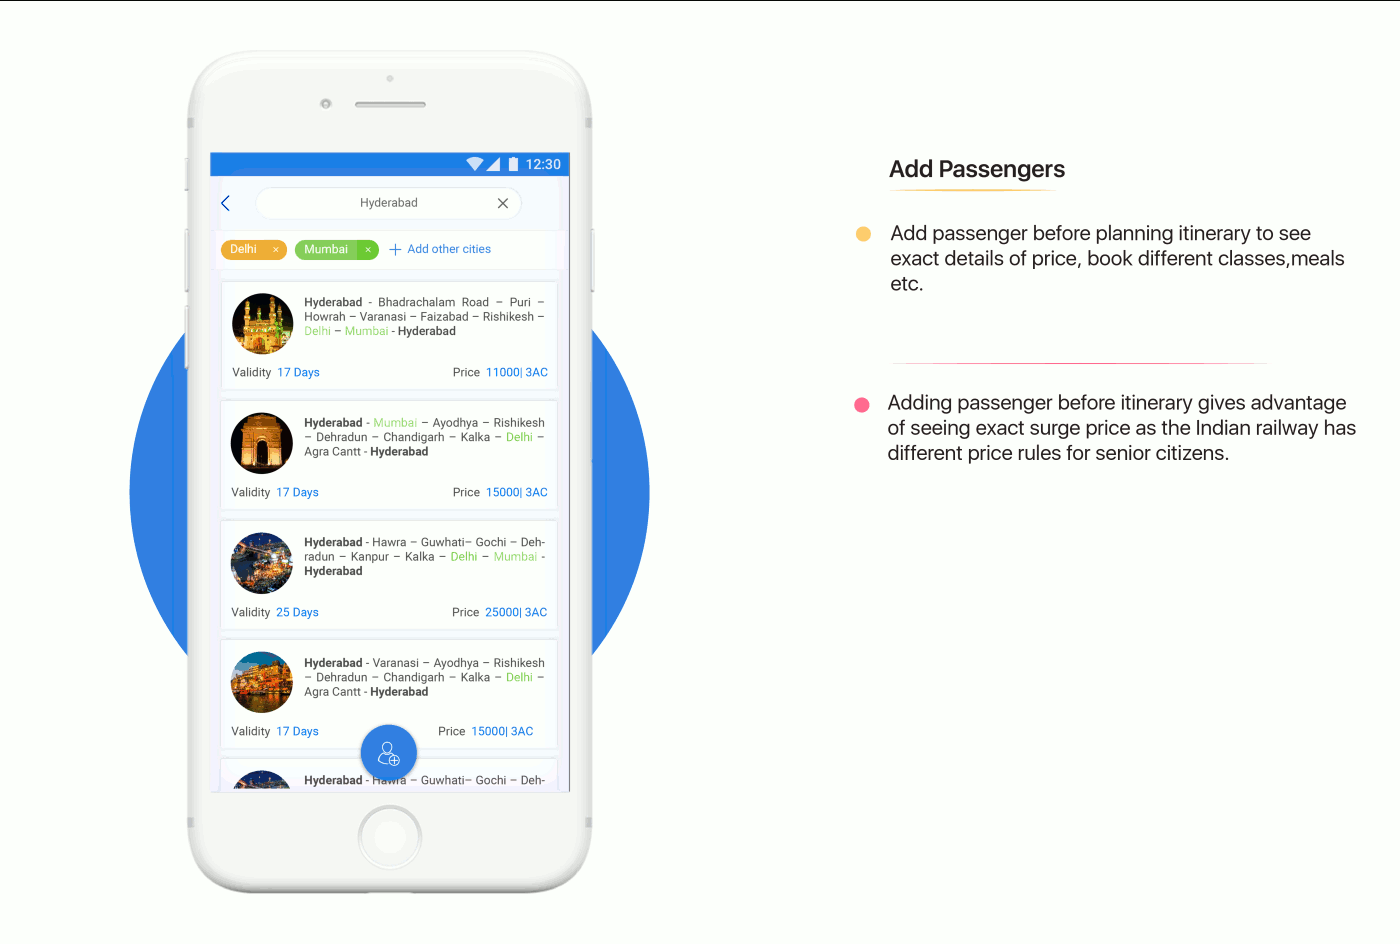 12:30
Hyderabad
Delhi × Mumbai × + Add other cities
Hyderabad - Bhadrachalam Road – Puri –
Howrah – Varanasi – Faizabad – Rishikesh –
Delhi – Mumbai - Hyderabad
Validity 17 Days Price 11000| 3AC
Hyderabad - Mumbai – Ayodhya – Rishikesh
– Dehradun – Chandigarh – Kalka – Delhi –
Agra Cantt - Hyderabad
Validity 17 Days Price 15000| 3AC
Hyderabad - Hawra – Guwhati– Gochi – Deh-
radun – Kanpur – Kalka – Delhi – Mumbai -
Hyderabad
Validity 25 Days Price 25000| 3AC
Hyderabad - Varanasi – Ayodhya – Rishikesh
– Dehradun – Chandigarh – Kalka – Delhi –
Agra Cantt - Hyderabad
Validity 17 Days Price 15000| 3AC
Hyderabad - Hawra – Guwhati– Gochi – Deh-
Add Passengers
Add passenger before planning itinerary to see
exact details of price, book different classes,meals
etc.
Adding passenger before itinerary gives advantage
of seeing exact surge price as the Indian railway has
different price rules for senior citizens.